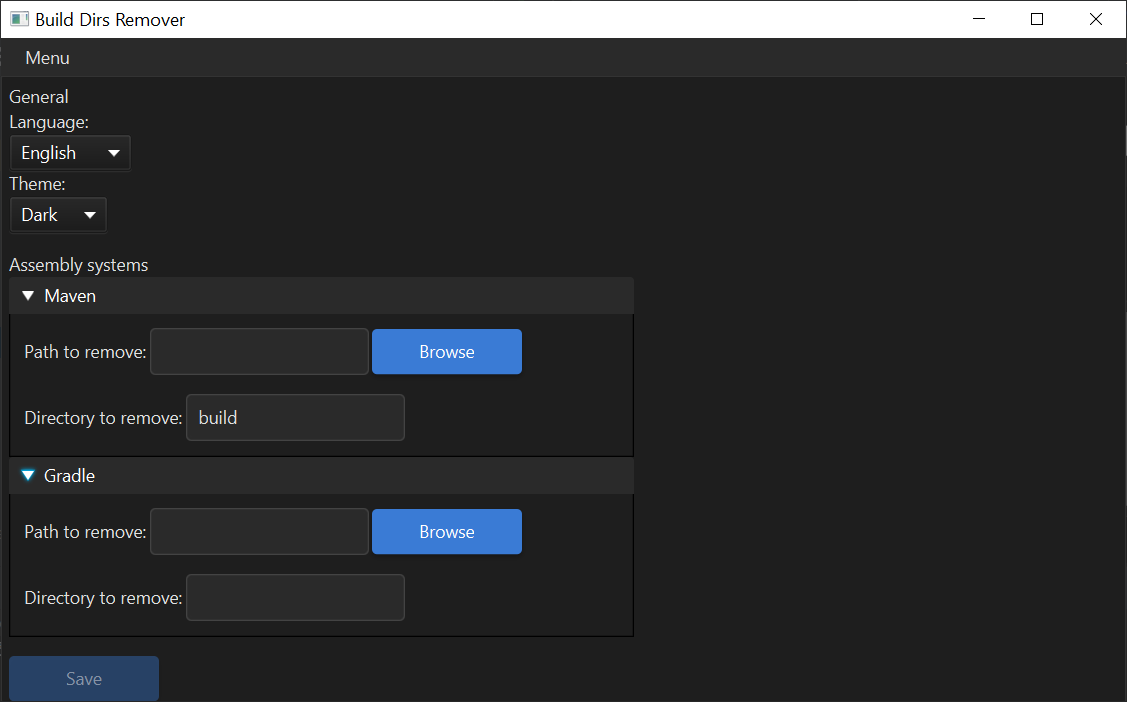 Build Dirs Remover
Menu
General
Language:
English
Theme:
Dark
Assembly systems
Maven
Path to remove: Browse
Directory to remove: build
Gradle
Path to remove: Browse
Directory to remove:
Save